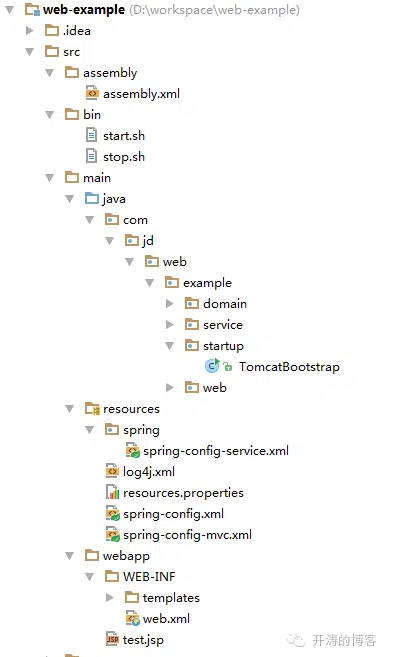 web-example (D:\workspace\web-example)
.idea
src
assembly
assembly.xml
bin
start.sh
stop.sh
main
java
com
jd
web
example
domain
service
startup
TomcatBootstrap
web
resources
spring
spring-config-service.xml
log4j.xml
resources.properties
spring-config.xml
spring-config-mvc.xml
webapp
WEB-INF
templates
web.xml
test.jsp
开涛的博客